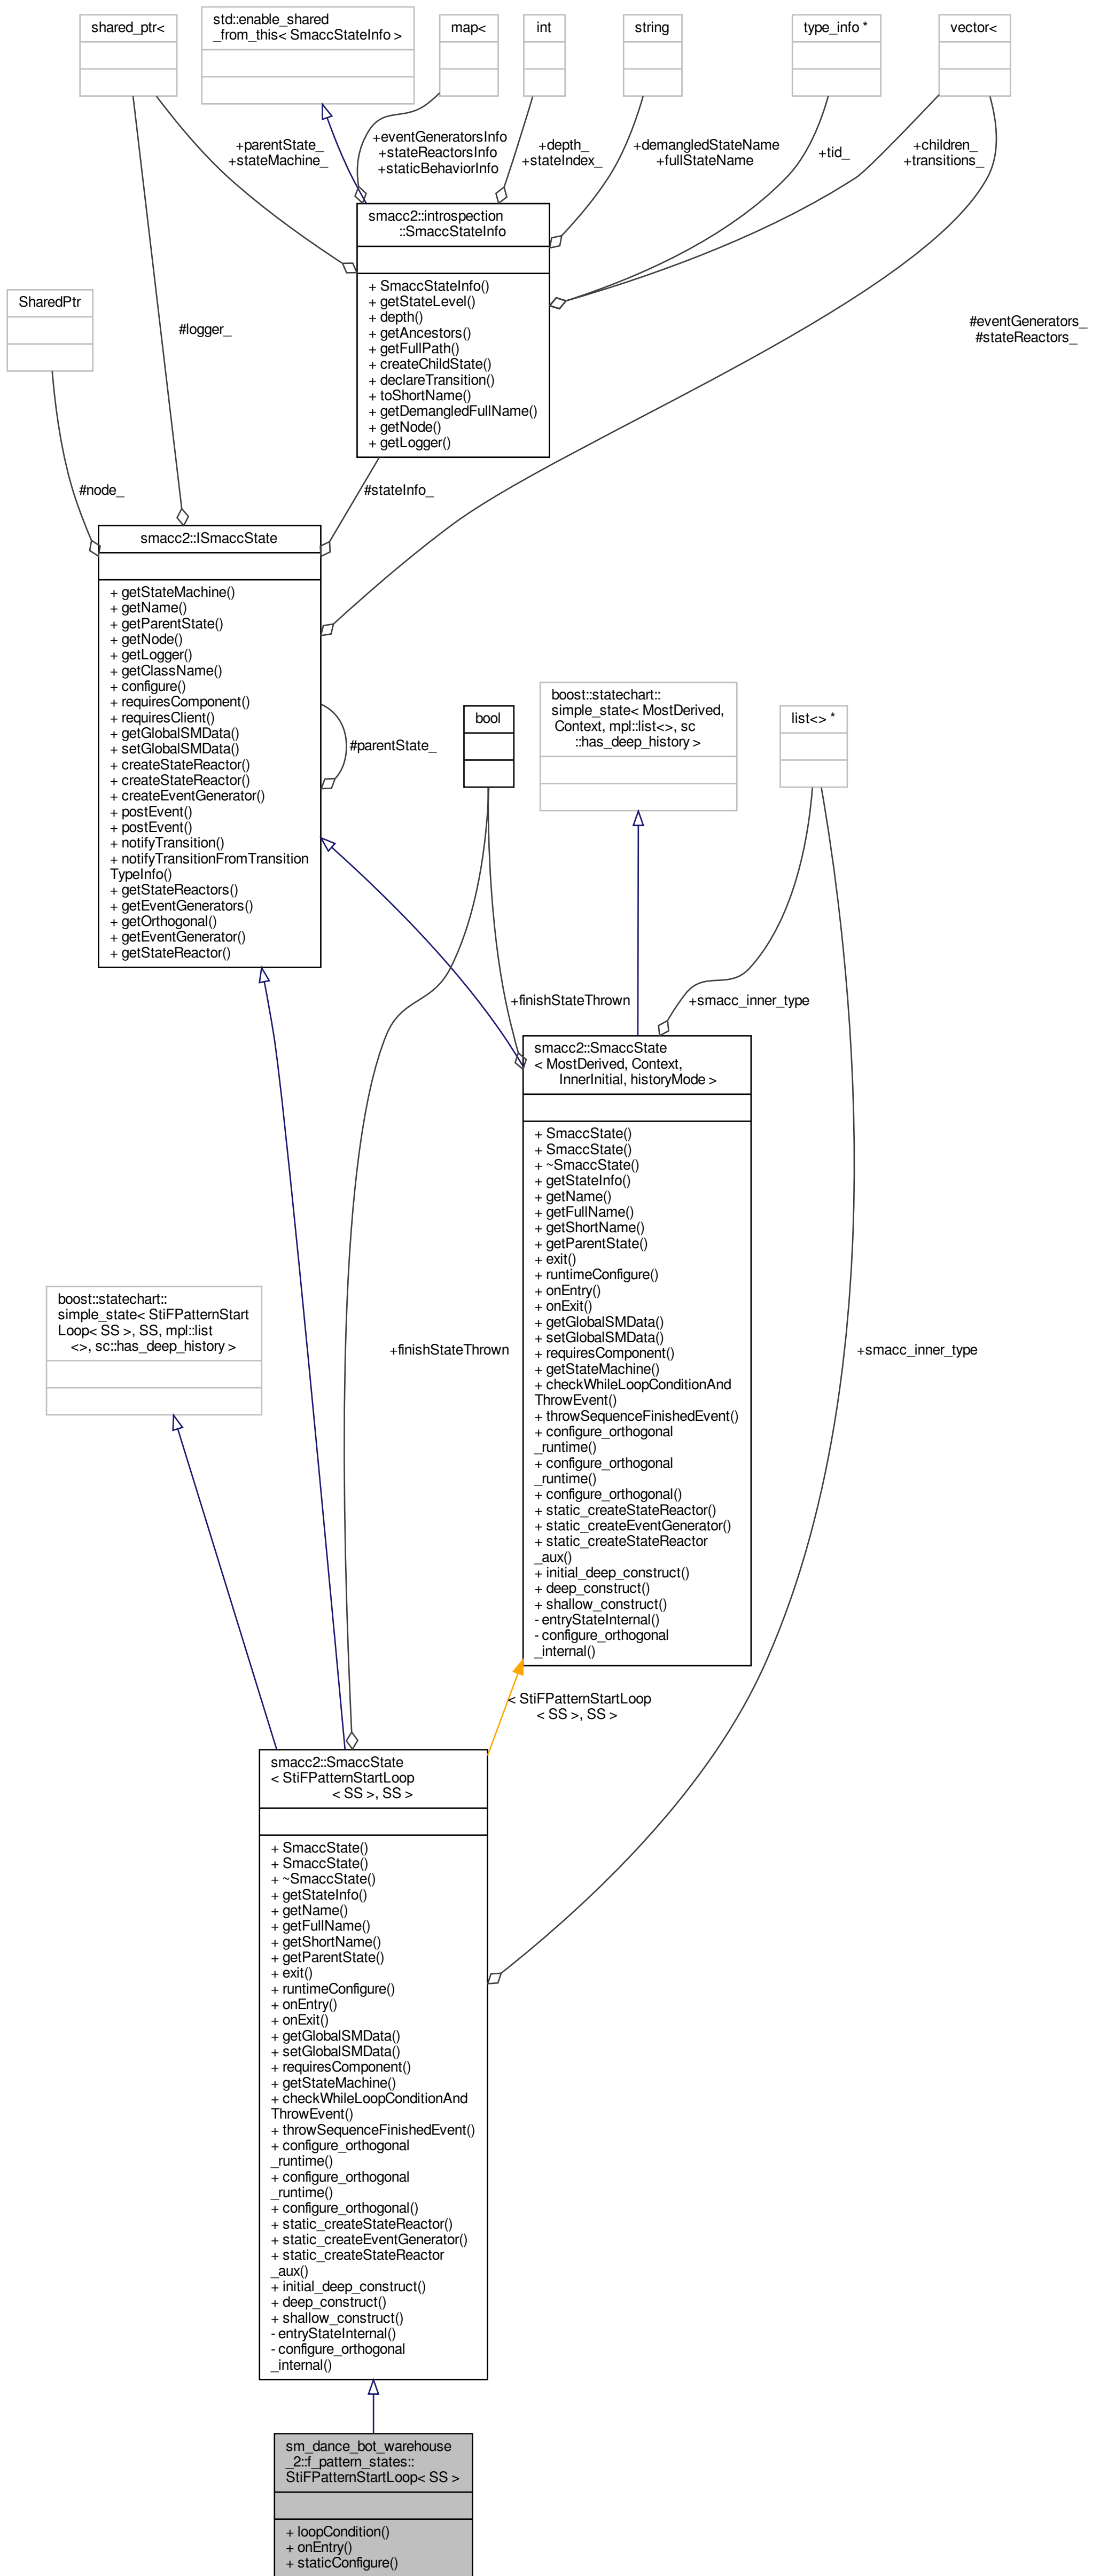 shared_ptr<
std::enable_shared
_from_this< SmaccStateInfo >
map<
int
string
type_info *
vector<
+parentState_
+stateMachine_
+eventGeneratorsInfo
+stateReactorsInfo
+staticBehaviorInfo
+depth_
+stateIndex_
+demangledStateName
+fullStateName
+tid_
+children_
+transitions_
smacc2::introspection
::SmaccStateInfo
+ SmaccStateInfo()
+ getStateLevel()
+ depth()
+ getAncestors()
+ getFullPath()
+ createChildState()
+ declareTransition()
+ toShortName()
+ getDemangledFullName()
+ getNode()
+ getLogger()
SharedPtr
#logger_
#eventGenerators_
#stateReactors_
#node_
#stateInfo_
smacc2::ISmaccState
+ getStateMachine()
+ getName()
+ getParentState()
+ getNode()
+ getLogger()
+ getClassName()
+ configure()
+ requiresComponent()
+ requiresClient()
+ getGlobalSMData()
+ setGlobalSMData()
+ createStateReactor()
+ createStateReactor()
+ createEventGenerator()
+ postEvent()
+ postEvent()
+ notifyTransition()
+ notifyTransitionFromTransition
TypeInfo()
+ getStateReactors()
+ getEventGenerators()
+ getOrthogonal()
+ getEventGenerator()
+ getStateReactor()
#parentState_
bool
boost::statechart::
simple_state< MostDerived,
Context, mpl::list<>, sc
::has_deep_history >
list<> *
+finishStateThrown
+smacc_inner_type
smacc2::SmaccState
< MostDerived, Context,
InnerInitial, historyMode >
+ SmaccState()
+ SmaccState()
+ ~SmaccState()
+ getStateInfo()
+ getName()
+ getFullName()
+ getShortName()
+ getParentState()
+ exit()
+ runtimeConfigure()
+ onEntry()
+ onExit()
+ getGlobalSMData()
+ setGlobalSMData()
+ requiresComponent()
+ getStateMachine()
+ checkWhileLoopConditionAnd
ThrowEvent()
+ throwSequenceFinishedEvent()
+ configure_orthogonal
_runtime()
+ configure_orthogonal
_runtime()
+ configure_orthogonal()
+ static_createStateReactor()
+ static_createEventGenerator()
+ static_createStateReactor
_aux()
+ initial_deep_construct()
+ deep_construct()
+ shallow_construct()
- entryStateInternal()
- configure_orthogonal
_internal()
boost::statechart::
simple_state< StiFPatternStart
Loop< SS >, SS, mpl::list
<>, sc::has_deep_history >
+finishStateThrown
+smacc_inner_type
< StiFPatternStartLoop
< SS >, SS >
smacc2::SmaccState
< StiFPatternStartLoop
< SS >, SS >
+ SmaccState()
+ SmaccState()
+ ~SmaccState()
+ getStateInfo()
+ getName()
+ getFullName()
+ getShortName()
+ getParentState()
+ exit()
+ runtimeConfigure()
+ onEntry()
+ onExit()
+ getGlobalSMData()
+ setGlobalSMData()
+ requiresComponent()
+ getStateMachine()
+ checkWhileLoopConditionAnd
ThrowEvent()
+ throwSequenceFinishedEvent()
+ configure_orthogonal
_runtime()
+ configure_orthogonal
_runtime()
+ configure_orthogonal()
+ static_createStateReactor()
+ static_createEventGenerator()
+ static_createStateReactor
_aux()
+ initial_deep_construct()
+ deep_construct()
+ shallow_construct()
- entryStateInternal()
- configure_orthogonal
_internal()
sm_dance_bot_warehouse
_2::f_pattern_states::
StiFPatternStartLoop< SS >
+ loopCondition()
+ onEntry()
+ staticConfigure()